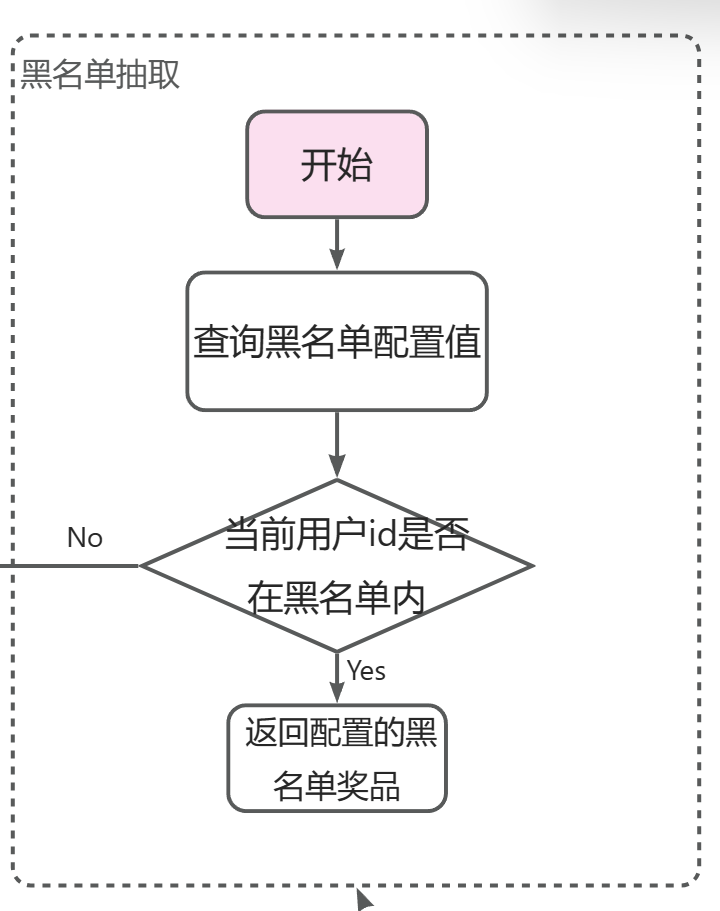 黑名单抽取
开始
查询黑名单配置值
当前用户id是否
在黑名单内
No
Yes
返回配置的黑
名单奖品